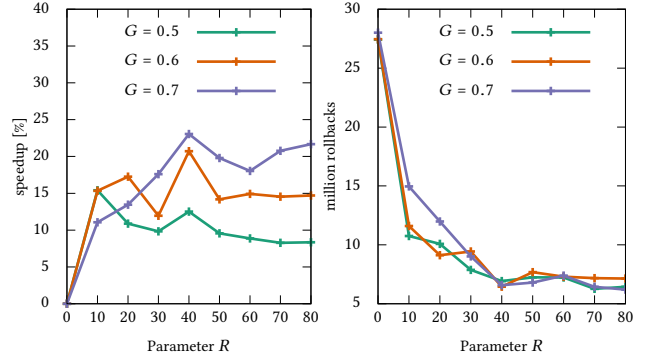 40
35
30
25
20
15
10
5
0
speedup [%]
G = 0.5
G = 0.6
G = 0.7
0 10 20 30 40 50 60 70 80
Parameter R
30
25
20
15
10
5
million rollbacks
G = 0.5
G = 0.6
G = 0.7
0 10 20 30 40 50 60 70 80
Parameter R